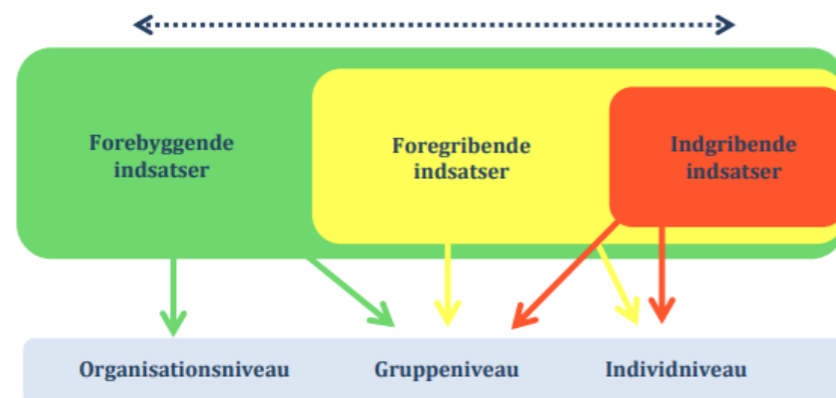 Forebyggende
indsatser
Foregribende
indsatser
Indgribende
indsatser
Organisationsniveau
Gruppeniveau
Individniveau